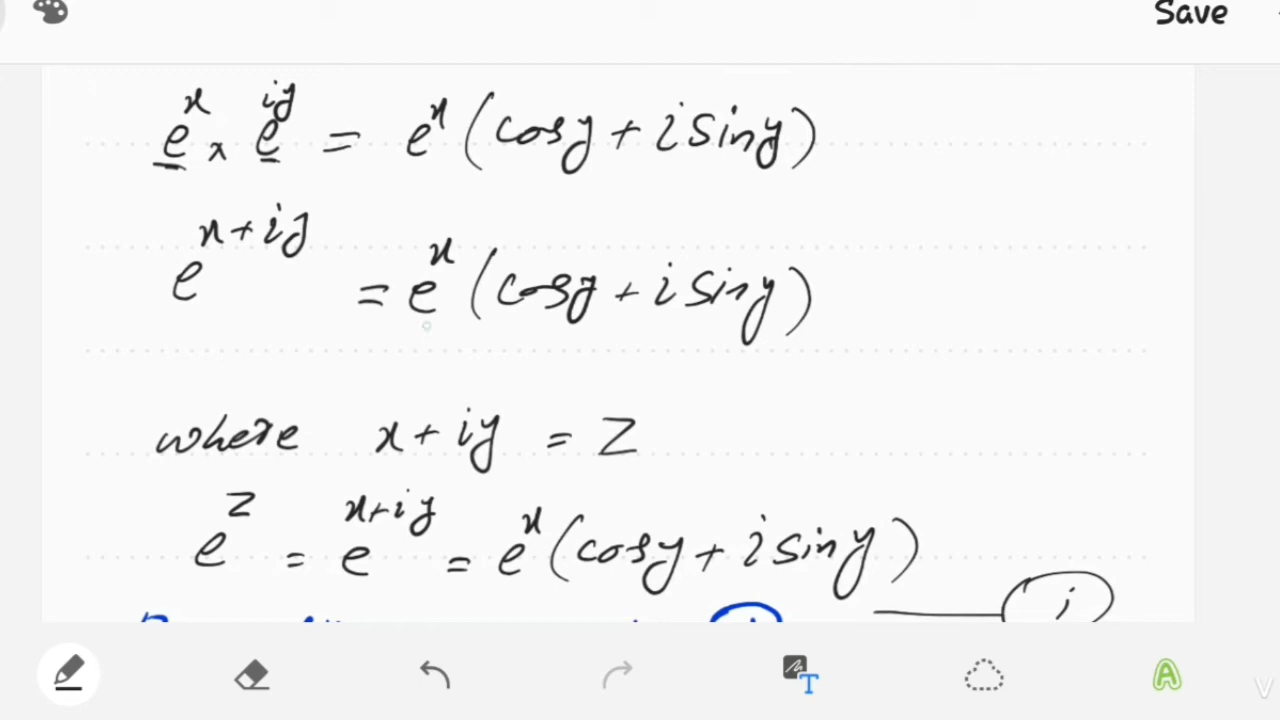 Save
e^x × e^{iy} = e^x (cosy + i siny)
e^{x+iy} = e^x (cosy + i siny)
where x + iy = z
e^z = e^{x+iy} = e^x (cosy + i siny)
i
T
A